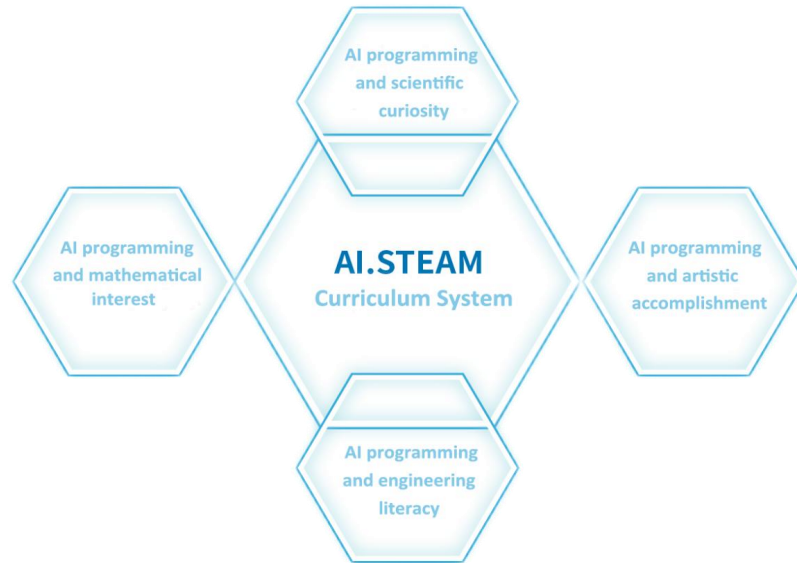 AI programming
and scientific
curiosity
AI programming
and mathematical
interest
AI.STEAM
Curriculum System
AI programming
and artistic
accomplishment
AI programming
and engineering
literacy